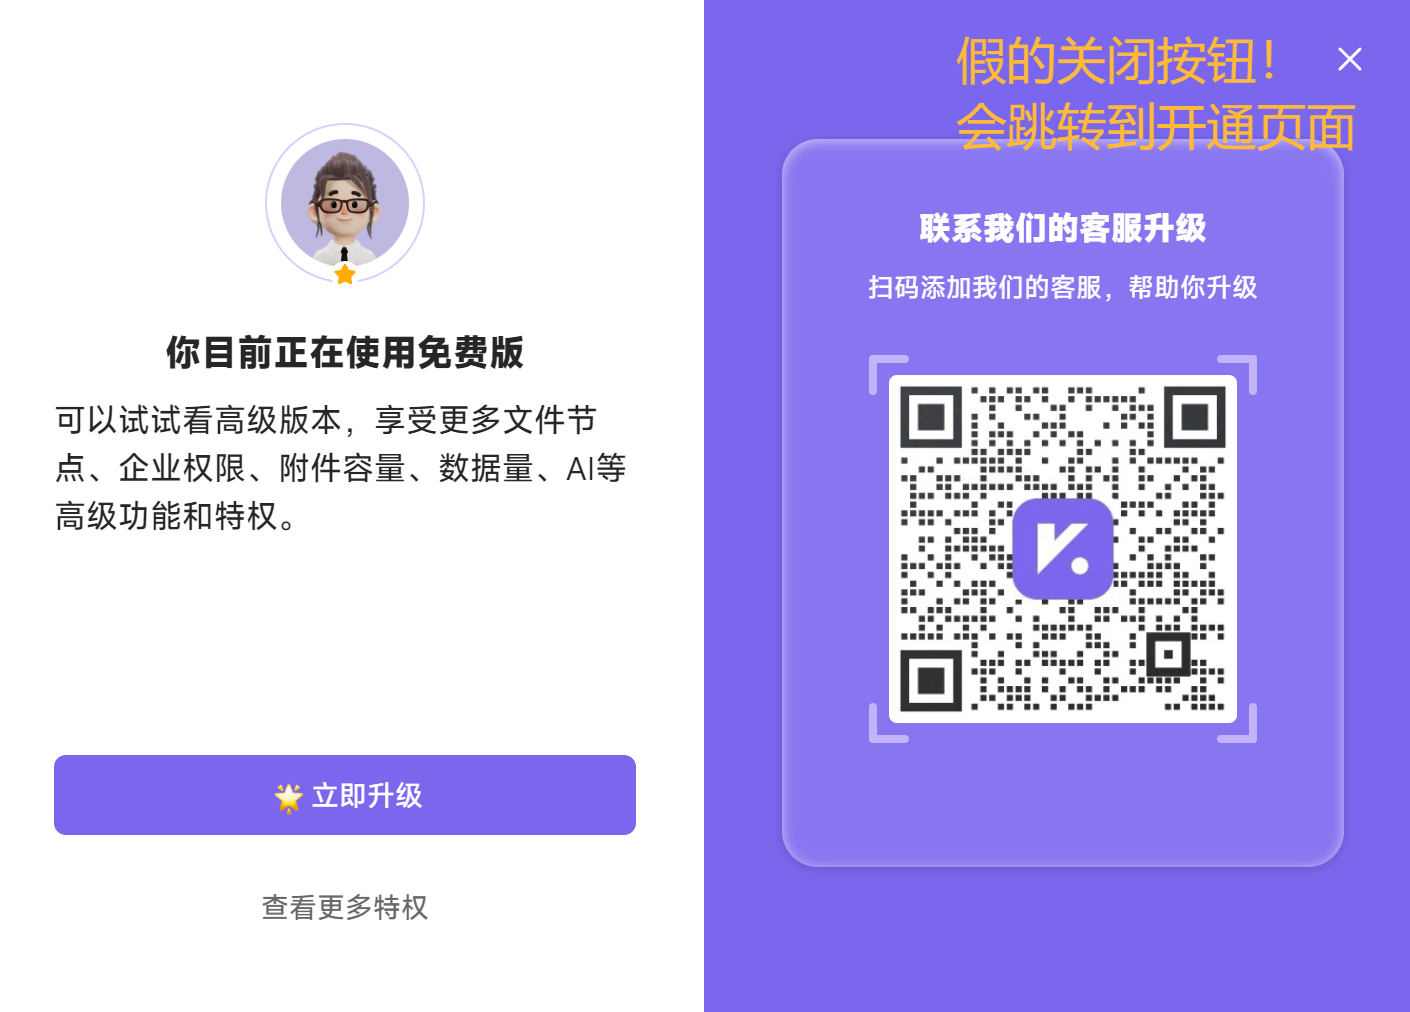 你目前正在使用免费版
可以试试看高级版本，享受更多文件节
点、企业权限、附件容量、数据量、AI等
高级功能和特权。
立即升级
查看更多特权
假的关闭按钮！
会跳转到开通页面
联系我们的客服升级
扫码添加我们的客服，帮助你升级